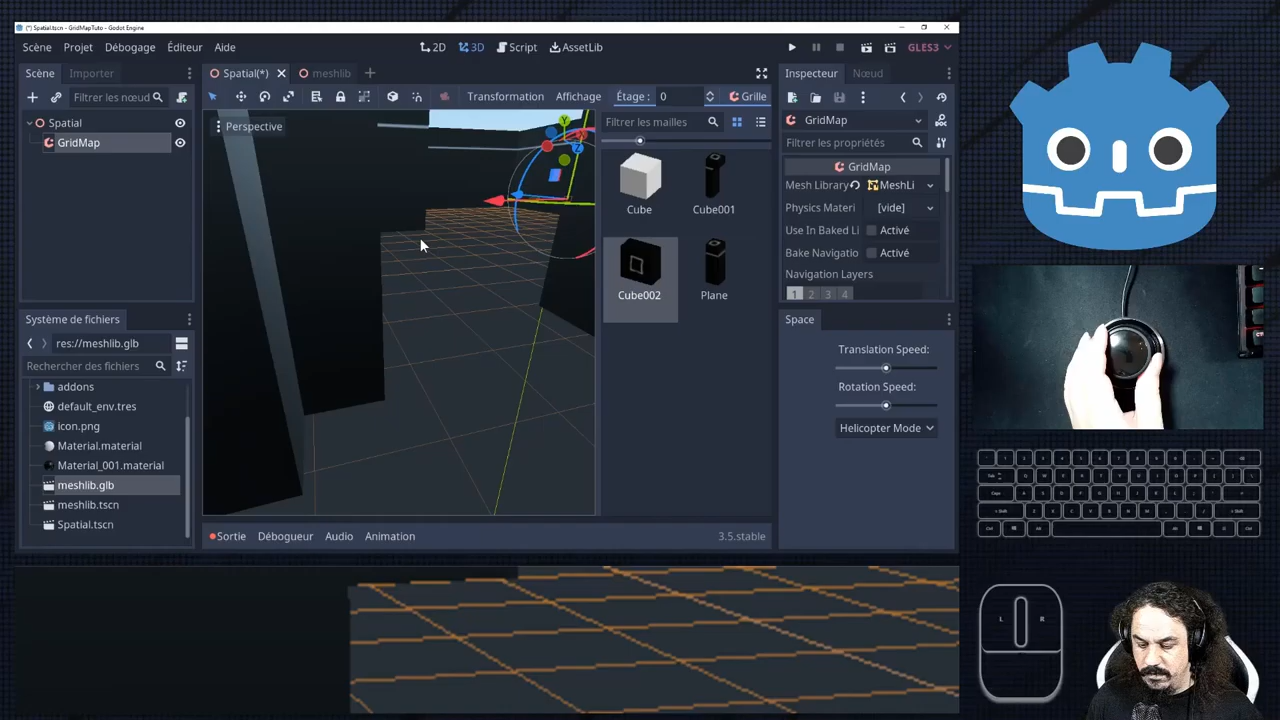 (*) Spatial.tscn - GridMapTuto - Godot Engine
Scène Projet Débogage Éditeur Aide
2D 3D Script AssetLib
GLES3
Scène Importer
Spatial(*) meshlib
Inspecteur Nœud
Filtrer les nœud
Transformation Affichage
Étage : 0
Grille
Spatial
GridMap
Perspective
Y
Z
Filtrer les mailles
Cube
Cube001
Cube002
Plane
GridMap
Filtrer les propriétés
GridMap
Mesh Library MeshLi
Physics Materi [vide]
Use In Baked Li Activé
Bake Navigatio Activé
Navigation Layers
1 2 3 4
Système de fichiers
res://meshlib.glb
Rechercher des fichiers
addons
default_env.tres
icon.png
Material.material
Material_001.material
meshlib.glb
meshlib.tscn
Spatial.tscn
Space
Translation Speed:
Rotation Speed:
Helicopter Mode
Sortie Débogueur Audio Animation
3.5.stable
L R